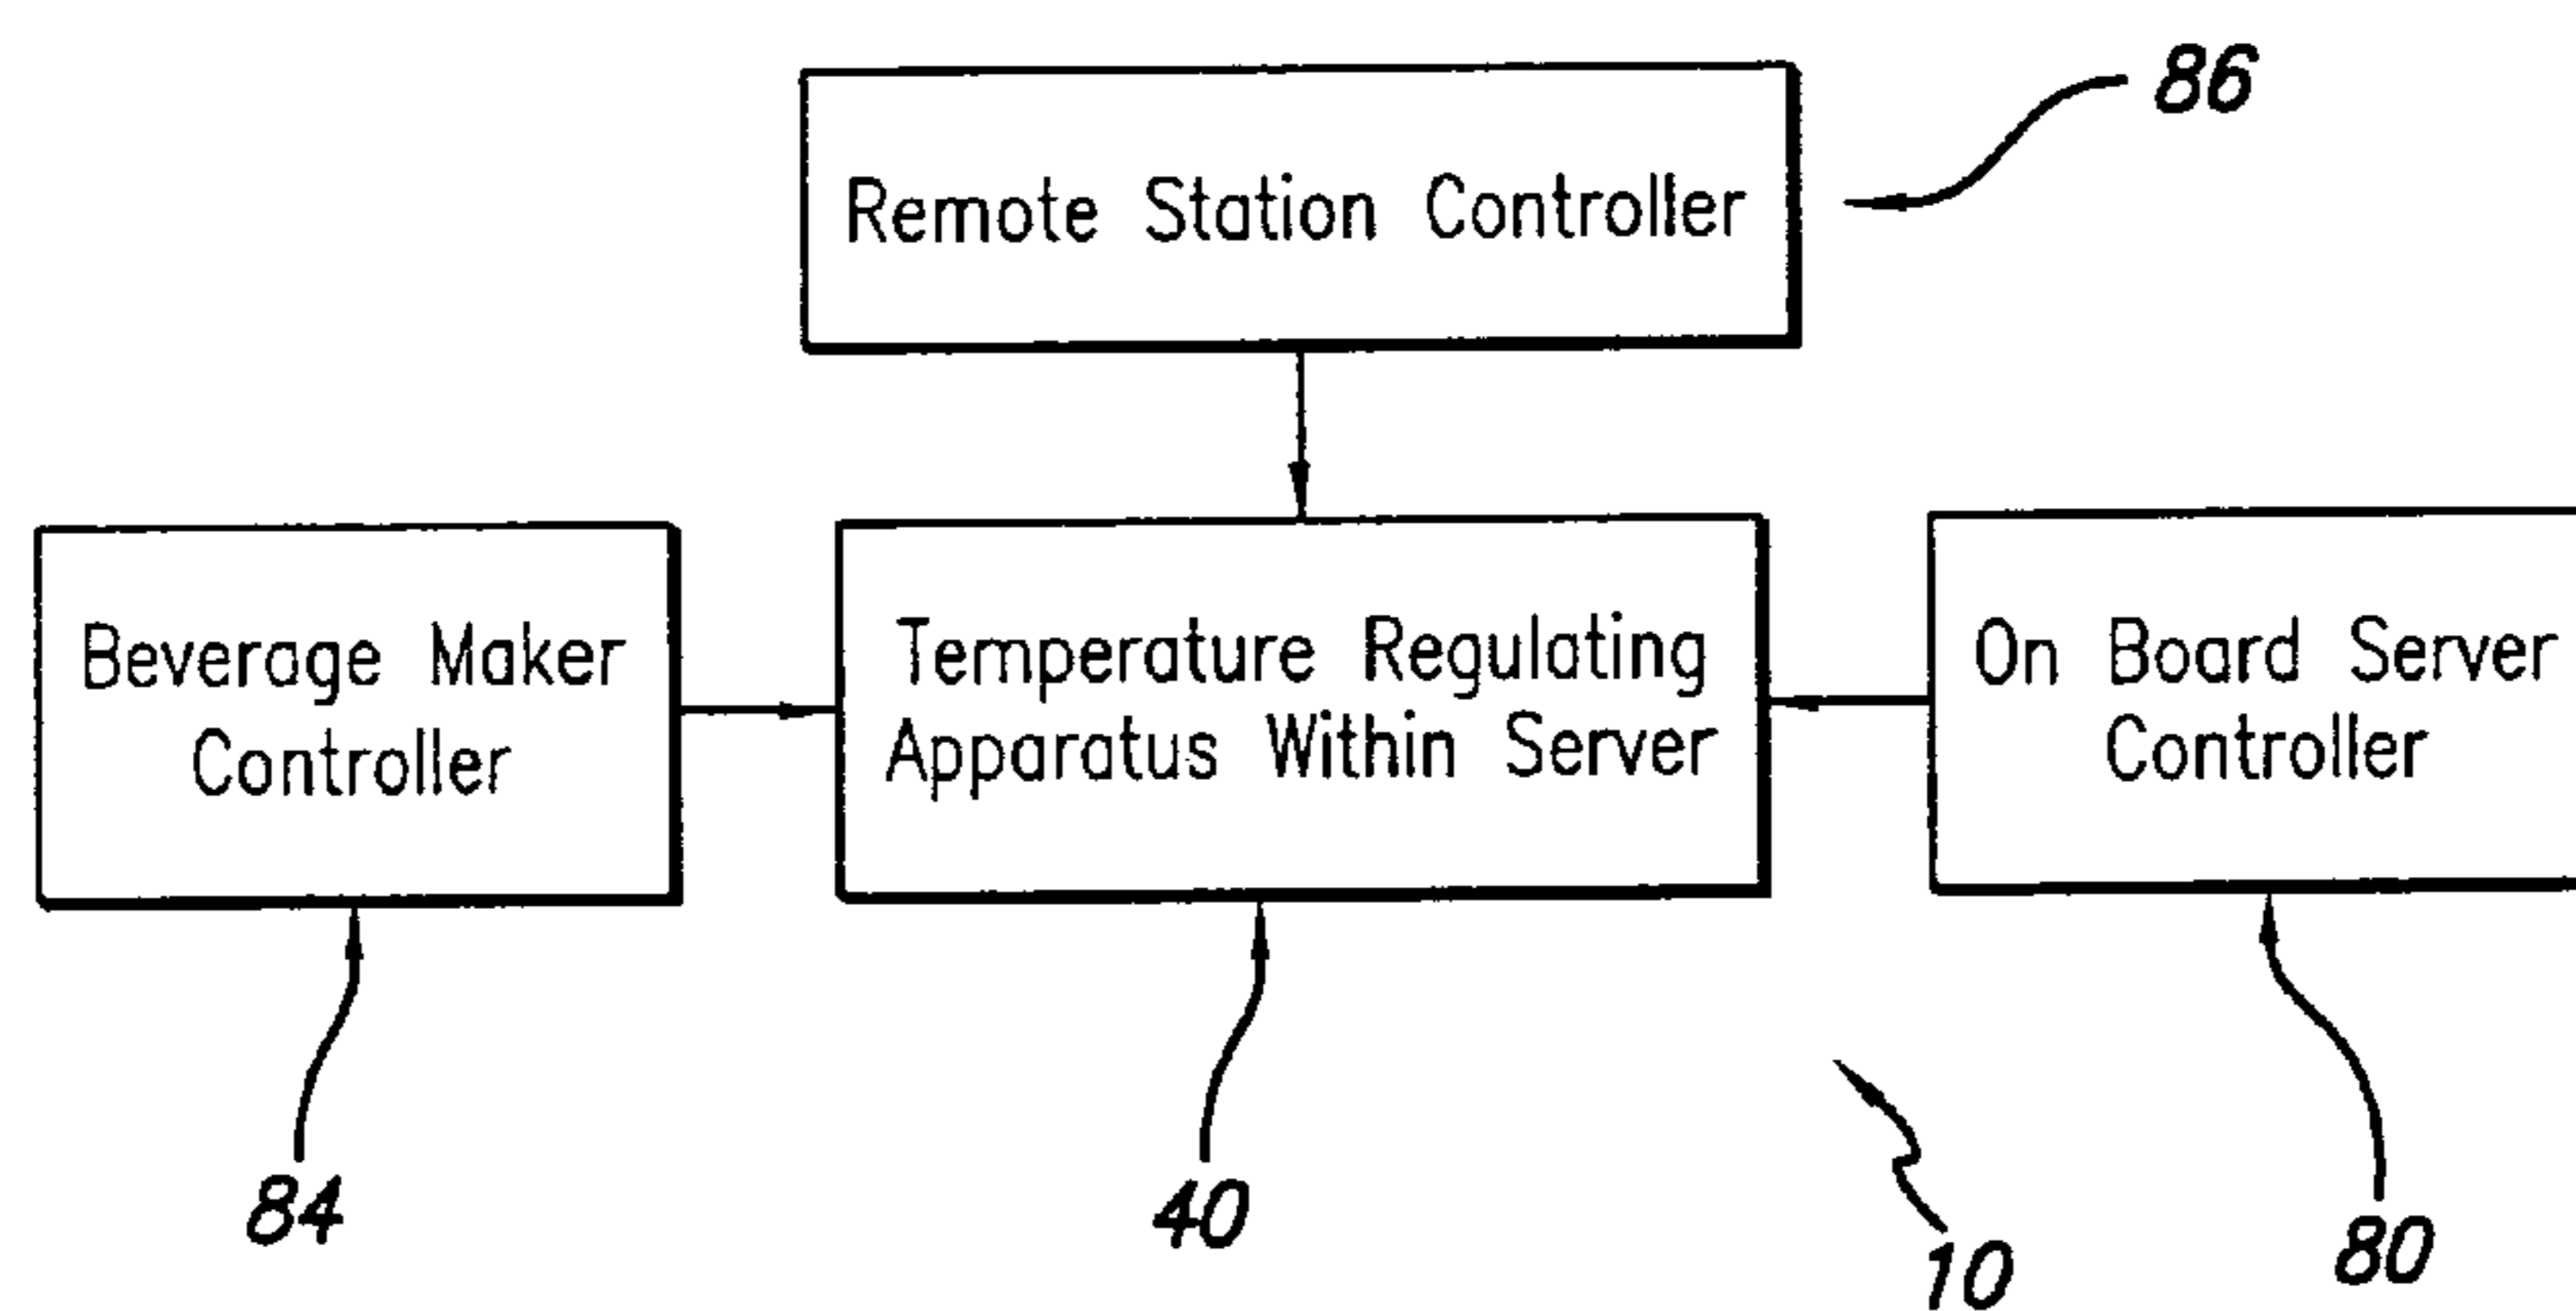 86
Remote Station Controller
Beverage Maker
Controller
Temperature Regulating
Apparatus Within Server
On Board Server
Controller
84
40
10
80